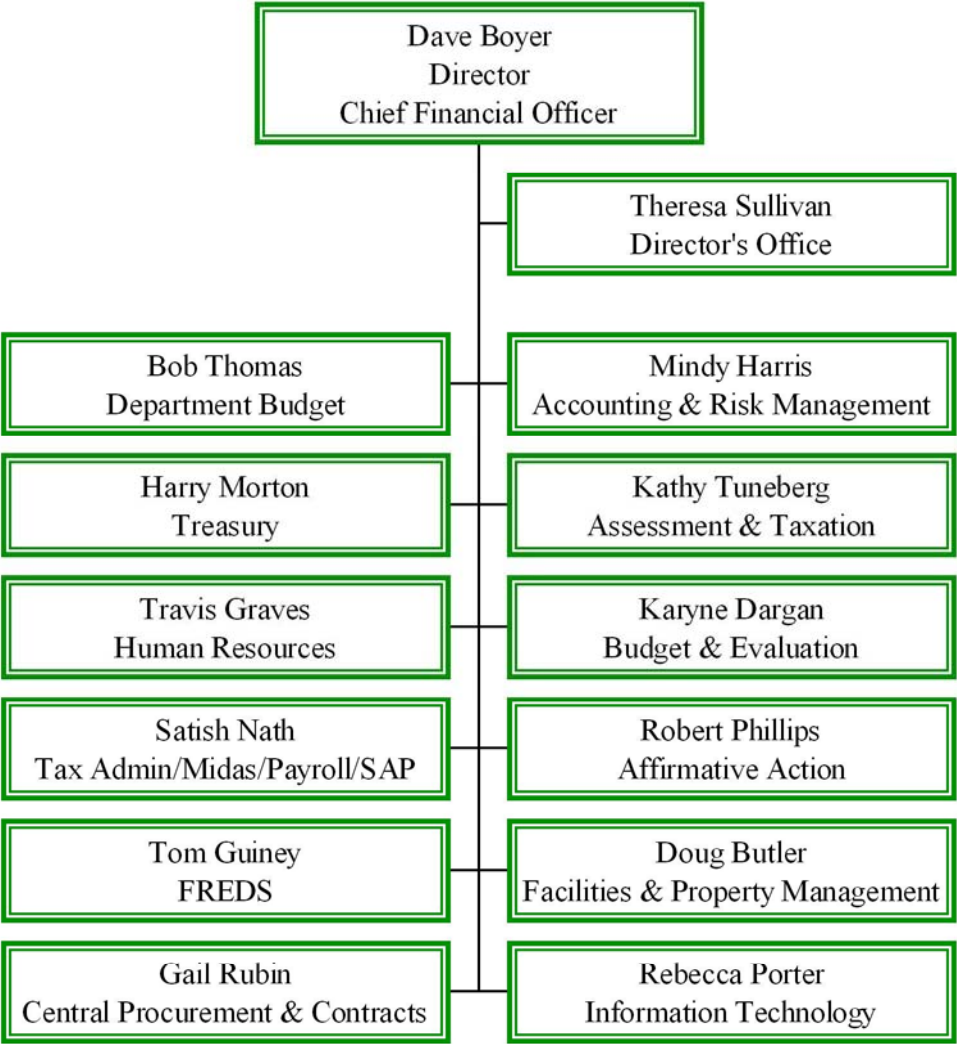 Dave Boyer
Director
Chief Financial Officer
Theresa Sullivan
Director's Office
Bob Thomas
Department Budget
Mindy Harris
Accounting & Risk Management
Harry Morton
Treasury
Kathy Tuneberg
Assessment & Taxation
Travis Graves
Human Resources
Karyne Dargan
Budget & Evaluation
Satish Nath
Tax Admin/Midas/Payroll/SAP
Robert Phillips
Affirmative Action
Tom Guiney
FREDS
Doug Butler
Facilities & Property Management
Gail Rubin
Central Procurement & Contracts
Rebecca Porter
Information Technology